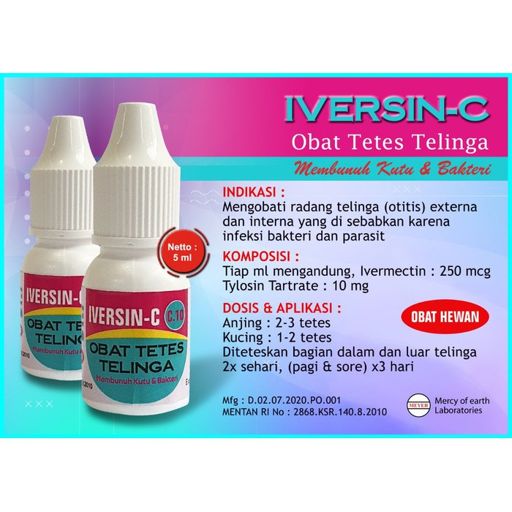 IVERSIN-C
Obat Tetes Telinga
Membunuh Kutu & Bakteri
INDIKASI :
Mengobati radang telinga (otitis) externa
dan interna yang di sebabkan karena
infeksi bakteri dan parasit
Netto :
5 ml
KOMPOSISI :
Tiap ml mengandung, Ivermectin : 250 mcg
Tylosin Tartrate : 10 mg
DOSIS & APLIKASI :
Anjing : 2-3 tetes
Kucing : 1-2 tetes
Diteteskan bagian dalam dan luar telinga
2x sehari, (pagi & sore) x3 hari
OBAT HEWAN
Mfg : D.02.07.2020.PO.001
MENTAN RI No : 2868.KSR.140.8.2010
MEYER
Mercy of earth
Laboratories
IVERSIN-C
C.10
OBAT TETES
TELINGA
Membunuh Kutu & Bakteri